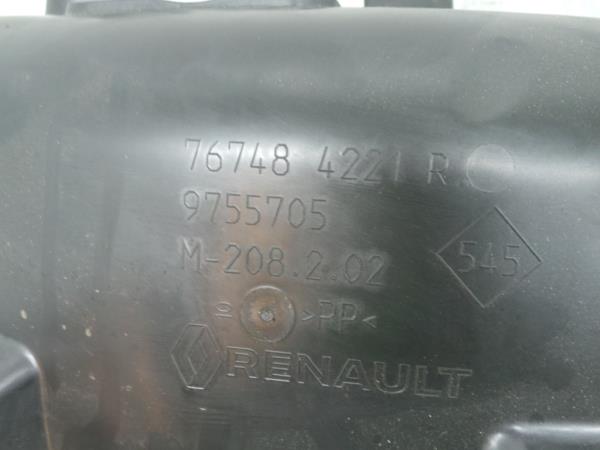 76748 4221 R
9755705
M-208.2.02
545
>PP<
RENAULT